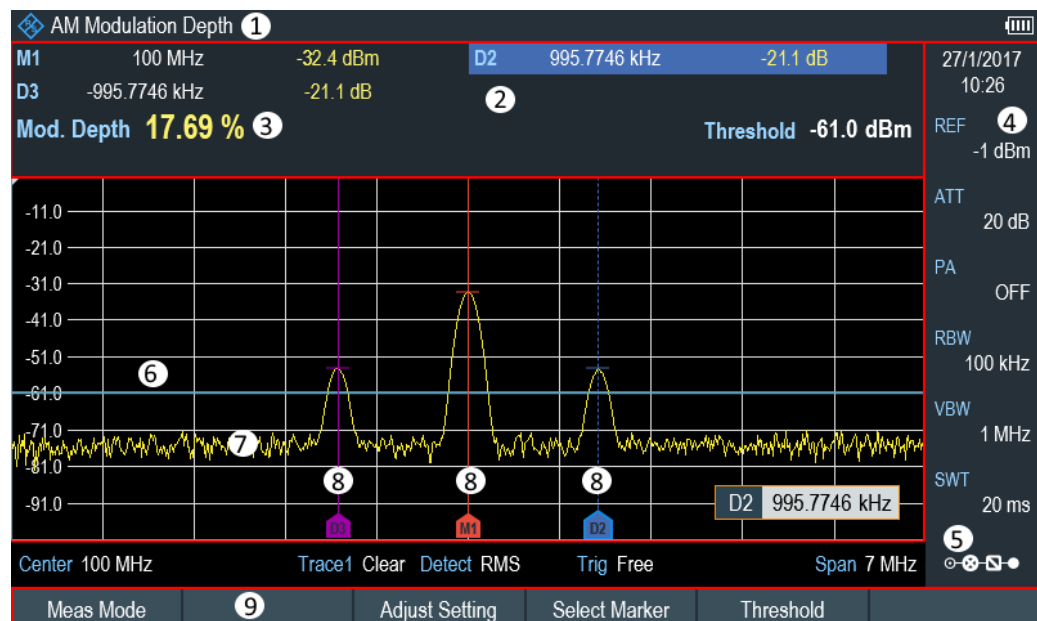 AM Modulation Depth 1
M1 100 MHz -32.4 dBm D2 995.7746 kHz -21.1 dB
D3 -995.7746 kHz -21.1 dB 2
Mod. Depth 17.69 % 3 Threshold -61.0 dBm
27/1/2017
10:26
REF 4
-1 dBm
ATT
20 dB
PA
OFF
RBW
100 kHz
VBW
1 MHz
SWT
20 ms
5
-11.0
-21.0
-31.0
-41.0
-51.0
6
-61.0
-71.0 7
-81.0
8 8 8
-91.0
D2 995.7746 kHz
D3 M1 D2
Center 100 MHz Trace1 Clear Detect RMS Trig Free Span 7 MHz
Meas Mode 9 Adjust Setting Select Marker Threshold